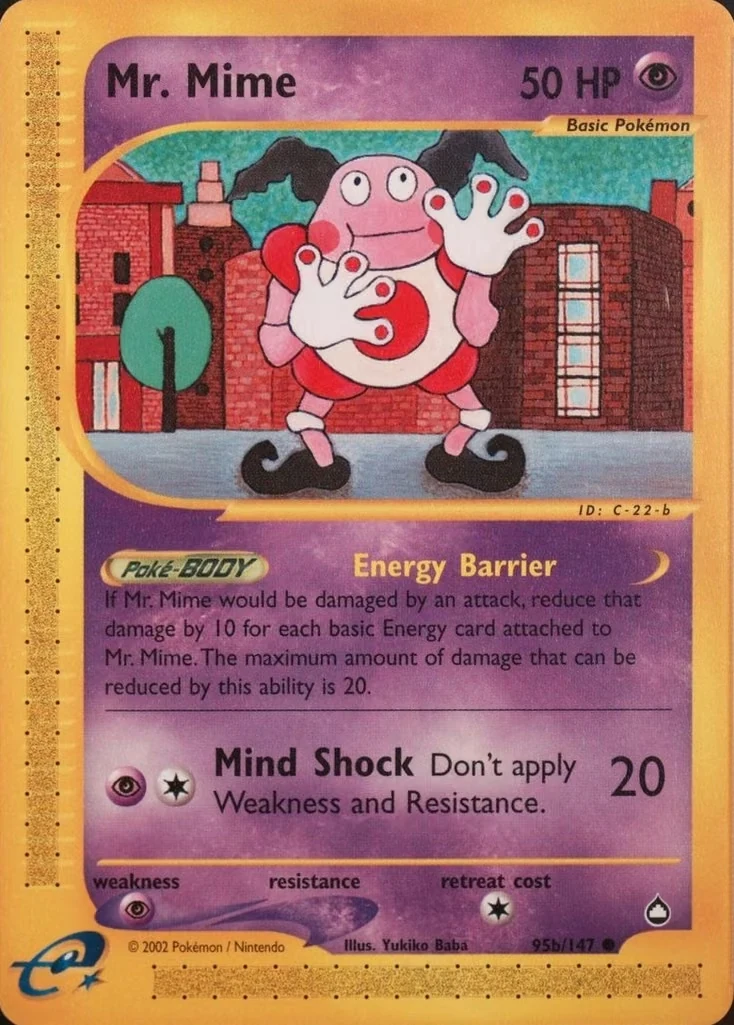 Mr. Mime 50 HP
Basic Pokémon
ID: C-22-b
Poké-BODY Energy Barrier
If Mr. Mime would be damaged by an attack, reduce that
damage by 10 for each basic Energy card attached to
Mr. Mime. The maximum amount of damage that can be
reduced by this ability is 20.
Mind Shock Don't apply 20
Weakness and Resistance.
weakness resistance retreat cost
© 2002 Pokémon / Nintendo Illus. Yukiko Baba 95b/147
e